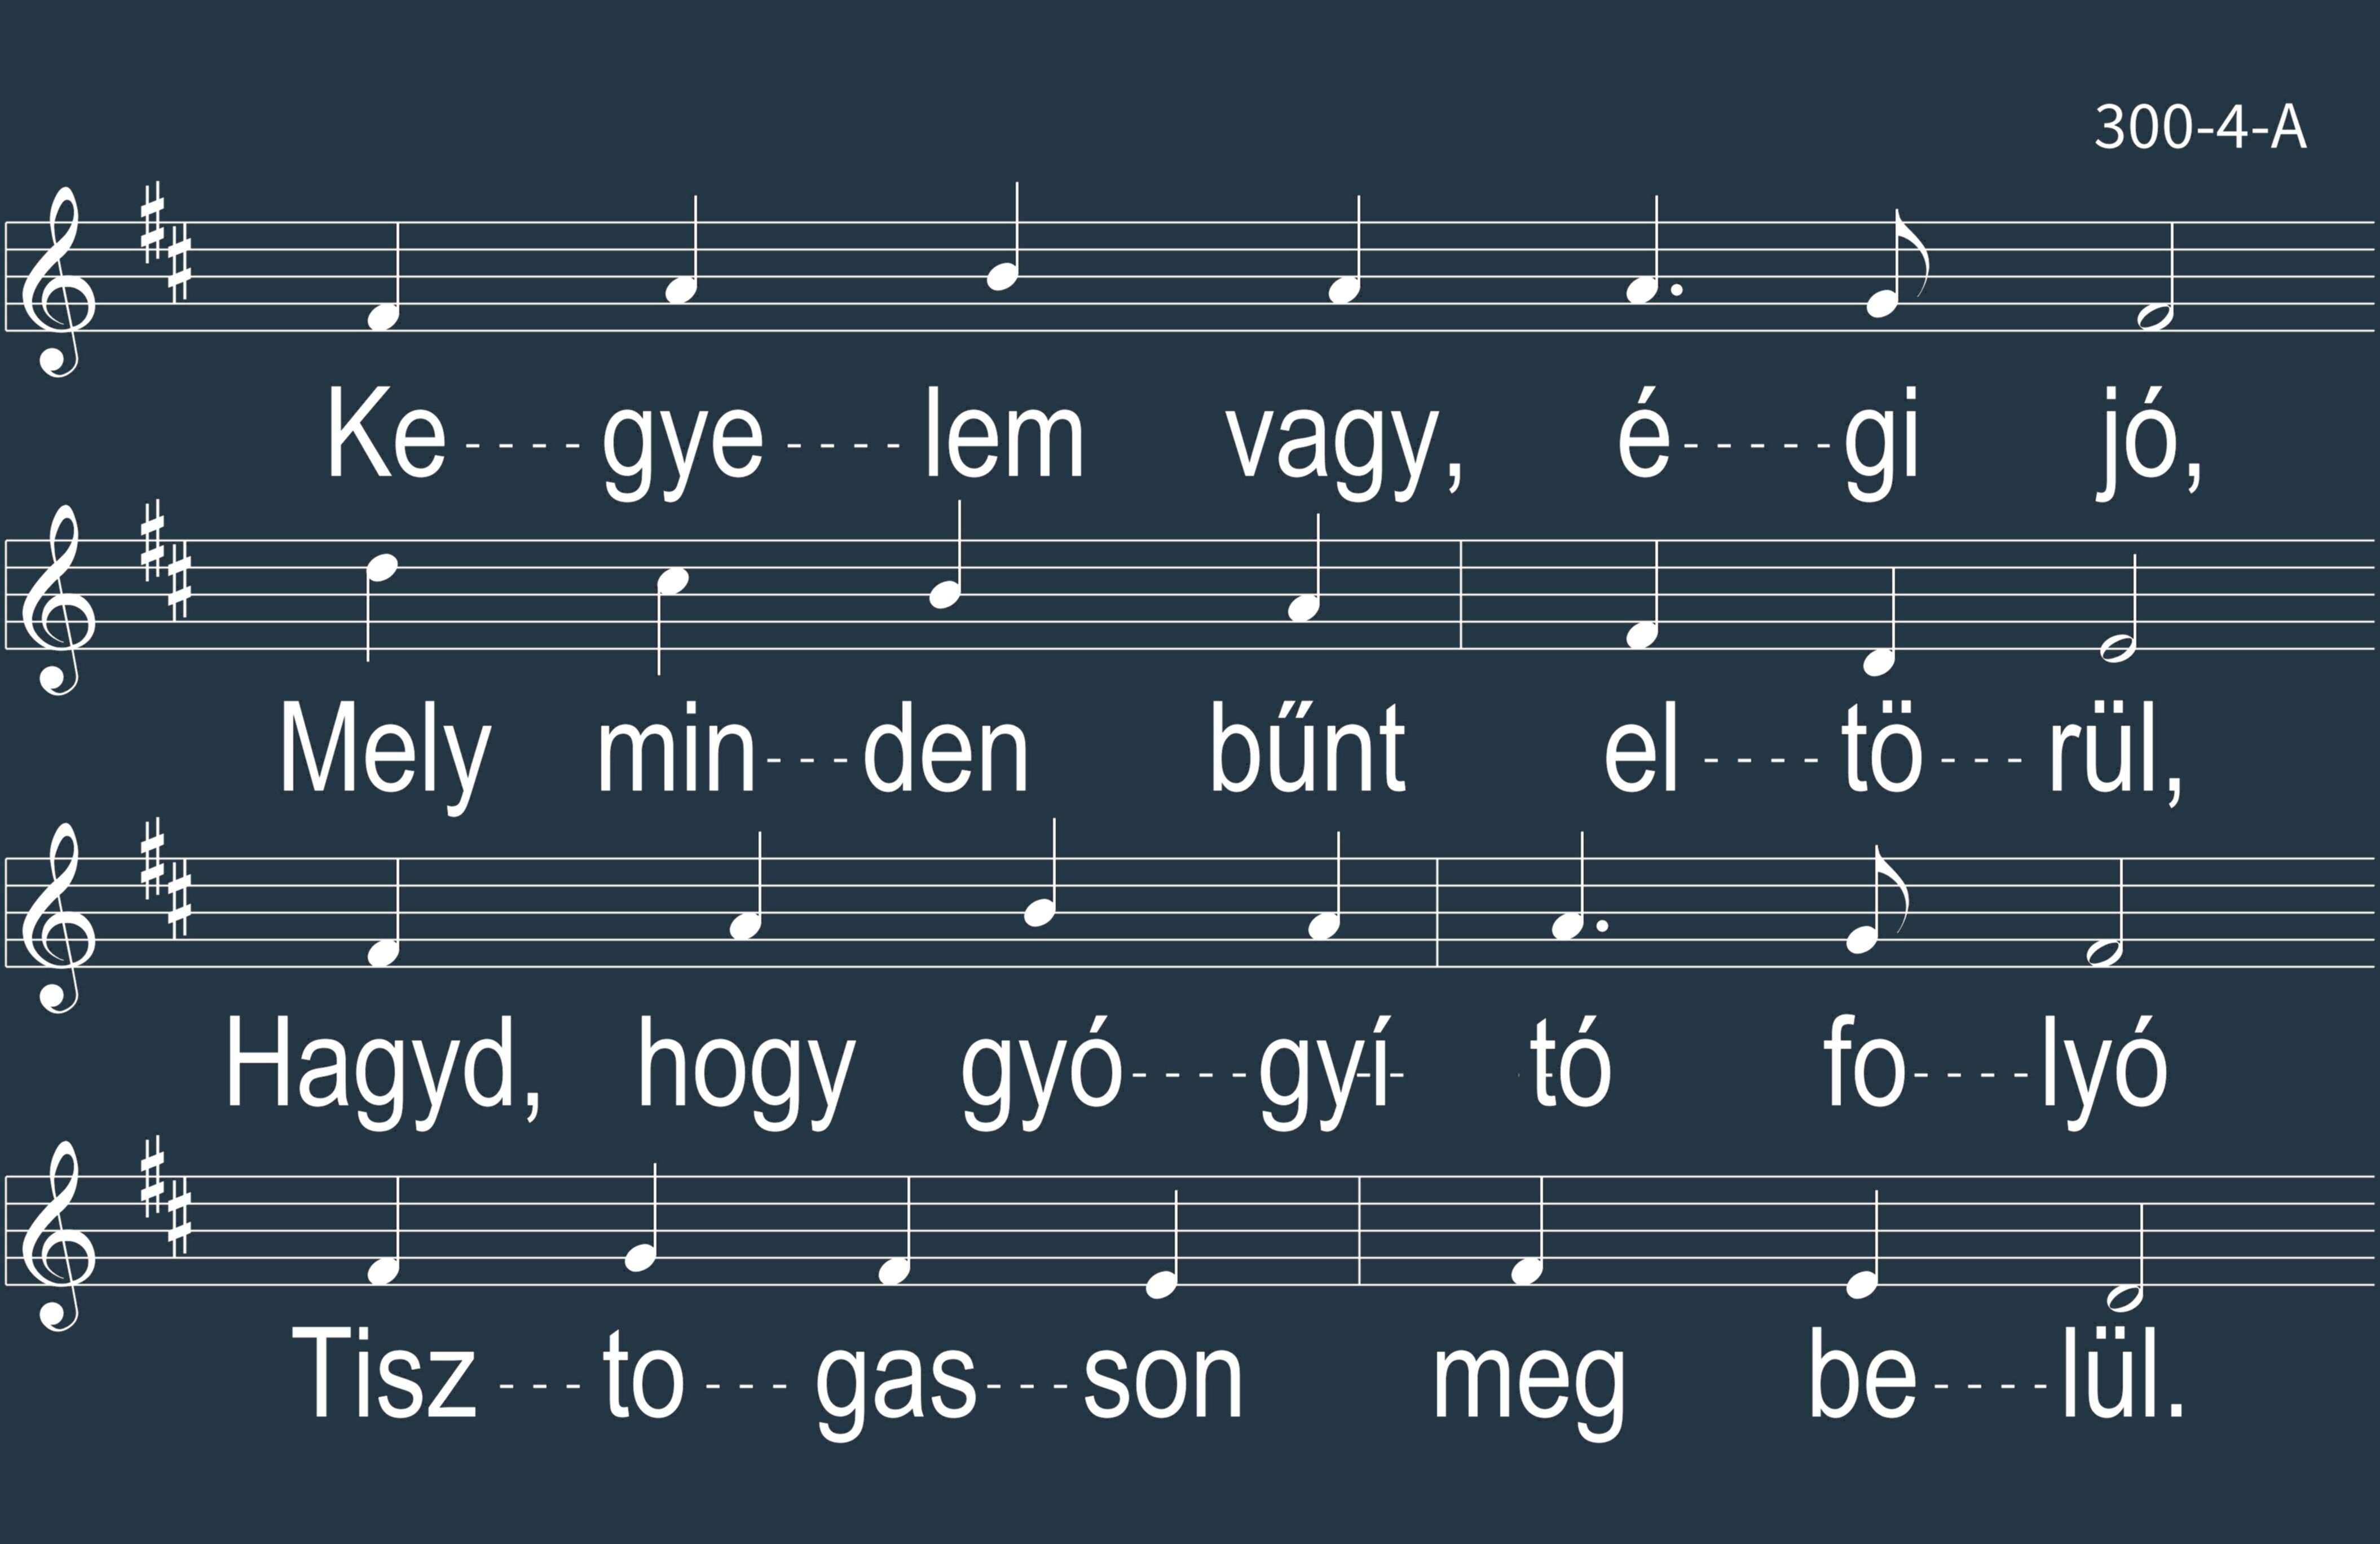 300-4-A
Ke----gye----lem vagy, é-----gi jó,
Mely min---den bűnt el----tö---rül,
Hagyd, hogy gyó----gyí--tó fo----lyó
Tisz---to---gas---son meg be----lül.